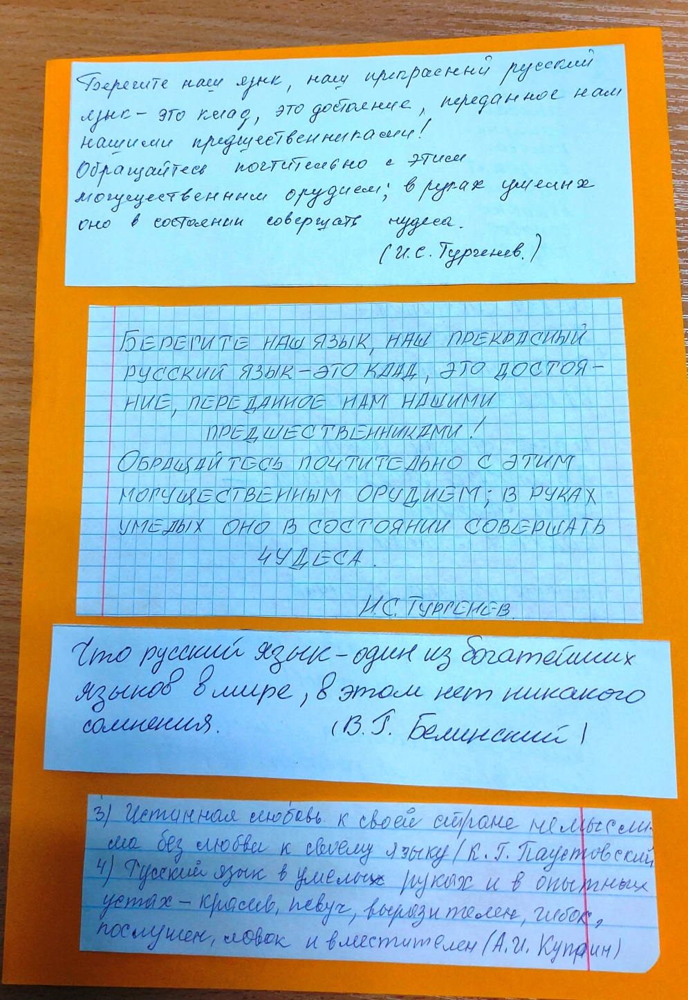 Берегите наш язык, наш прекрасный русский
язык - это клад, это достояние, переданное нам
нашими предшественниками!
Обращайтесь почтительно с этим
могущественным орудием; в руках умелых
оно в состоянии совершать чудеса.
(И.С. Тургенев.)
БЕРЕГИТЕ НАШ ЯЗЫК, НАШ ПРЕКРАСНЫЙ
РУССКИЙ ЯЗЫК - ЭТО КЛАД, ЭТО ДОСТОЯ-
НИЕ, ПЕРЕДАННОЕ НАМ НАШИМИ
ПРЕДШЕСТВЕННИКАМИ!
ОБРАЩАЙТЕСЬ ПОЧТИТЕЛЬНО С ЭТИМ
МОГУЩЕСТВЕННЫМ ОРУДИЕМ; В РУКАХ
УМЕЛЫХ ОНО В СОСТОЯНИИ СОВЕРШАТЬ
ЧУДЕСА.
И.С. ТУРГЕНЕВ.
Что русский язык - один из богатейших
языков в мире, в этом нет никакого
сомнения. (В.Г. Белинский)
3) Истинная любовь к своей стране немысли-
ма без любви к своему языку (К.Г. Паустовский
4) Русский язык в умелых руках и в опытных
устах - красив, певуч, выразителен, гибок,
послушен, ловок и вместителен (А.И. Куприн)